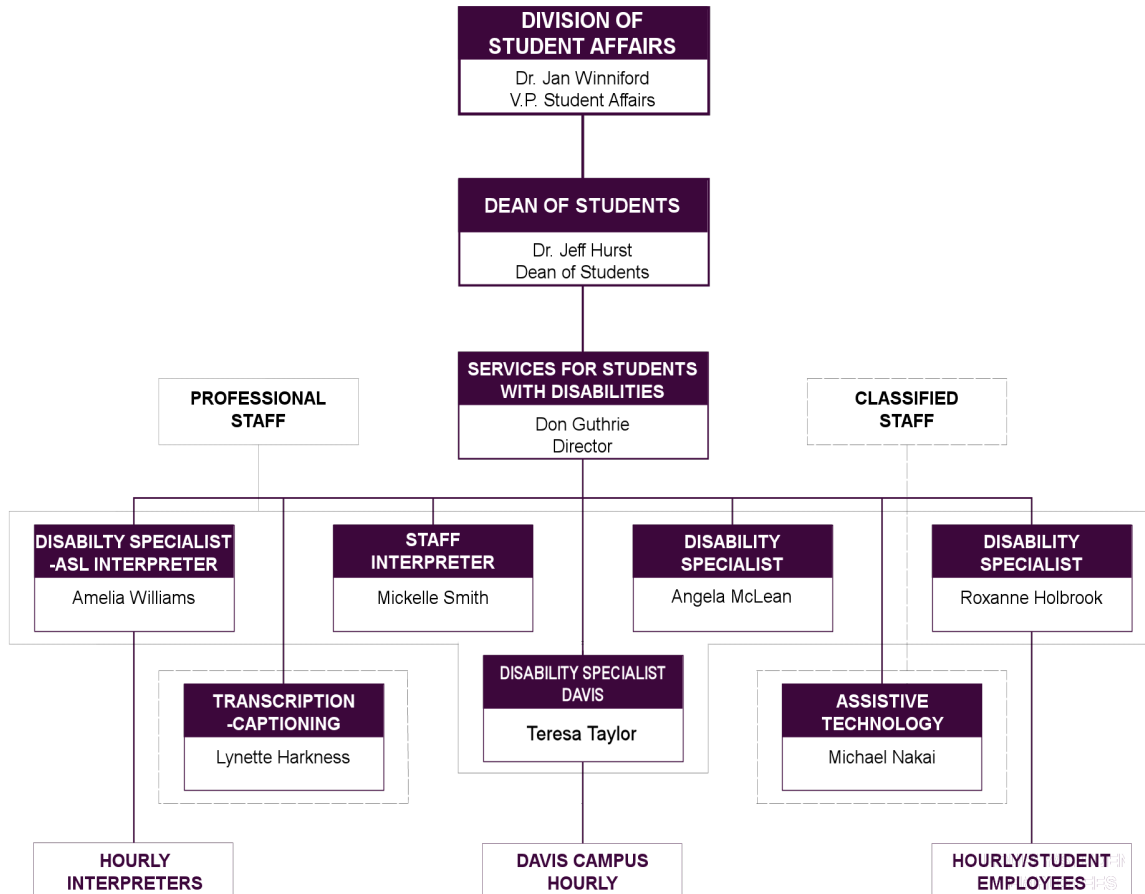 DIVISION OF
STUDENT AFFAIRS
Dr. Jan Winniford
V.P. Student Affairs
DEAN OF STUDENTS
Dr. Jeff Hurst
Dean of Students
SERVICES FOR STUDENTS
WITH DISABILITIES
Don Guthrie
Director
PROFESSIONAL
STAFF
CLASSIFIED
STAFF
DISABILTY SPECIALIST
-ASL INTERPRETER
Amelia Williams
STAFF
INTERPRETER
Mickelle Smith
DISABILITY
SPECIALIST
Angela McLean
DISABILITY
SPECIALIST
Roxanne Holbrook
TRANSCRIPTION
-CAPTIONING
Lynette Harkness
DISABILITY SPECIALIST
DAVIS
Teresa Taylor
ASSISTIVE
TECHNOLOGY
Michael Nakai
HOURLY
INTERPRETERS
DAVIS CAMPUS
HOURLY
HOURLY/STUDENT
EMPLOYEES